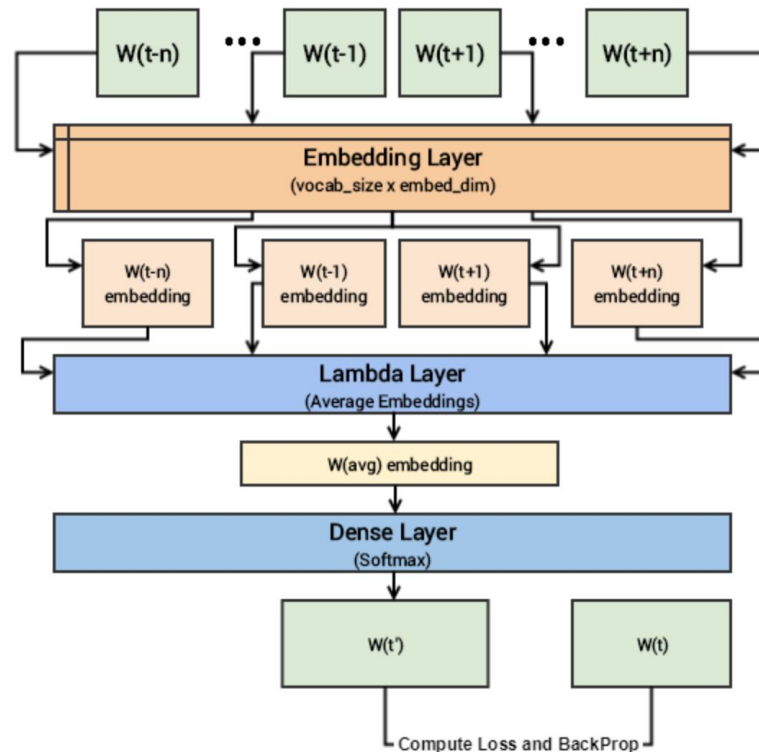 W(t-n) ... W(t-1) W(t+1) ... W(t+n)
Embedding Layer
(vocab_size x embed_dim)
W(t-n)
embedding
W(t-1)
embedding
W(t+1)
embedding
W(t+n)
embedding
Lambda Layer
(Average Embeddings)
W(avg) embedding
Dense Layer
(Softmax)
W(t') W(t)
Compute Loss and BackProp